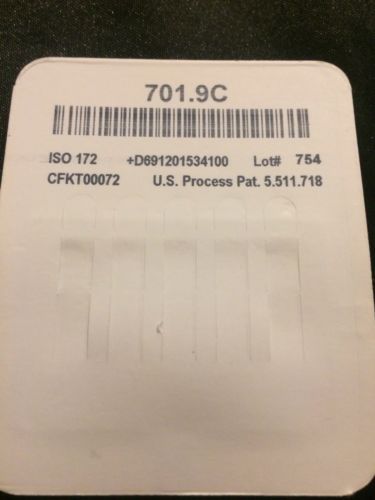 701.9C
ISO 172 +D691201534100 Lot# 754
CFKT00072 U.S. Process Pat. 5.511.718